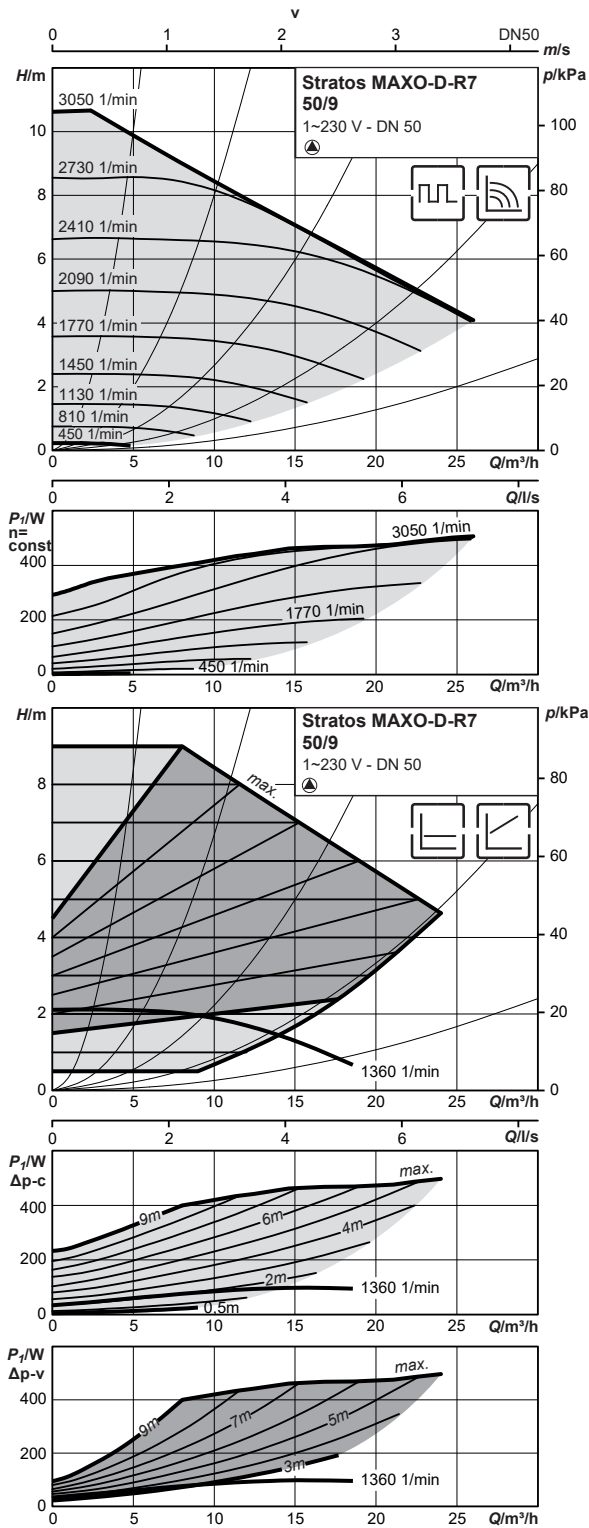 v
0 1 2 3 DN50
m/s
H/m p/kPa
Stratos MAXO-D-R7
50/9
1~230 V - DN 50
3050 1/min
10 100
2730 1/min
8 80
2410 1/min
6 60
2090 1/min
4 40
1770 1/min
1450 1/min
2 20
1130 1/min
810 1/min
450 1/min
0 0
0 5 10 15 20 25
Q/m³/h
0 2 4 6 Q/l/s
P1/W
n=
const
3050 1/min
400
1770 1/min
200
450 1/min
0
0 5 10 15 20 25 Q/m³/h
H/m p/kPa
Stratos MAXO-D-R7
50/9
1~230 V - DN 50
max.
8 80
6 60
4 40
2 20
1360 1/min
0 0
0 5 10 15 20 25 Q/m³/h
0 2 4 6 Q/l/s
P1/W
Δp-c
max.
400
9m 6m 4m
200
2m 1360 1/min
0.5m
0
0 5 10 15 20 25 Q/m³/h
P1/W
Δp-v
max.
400
9m 7m 5m
200
3m
1360 1/min
0
0 5 10 15 20 25 Q/m³/h